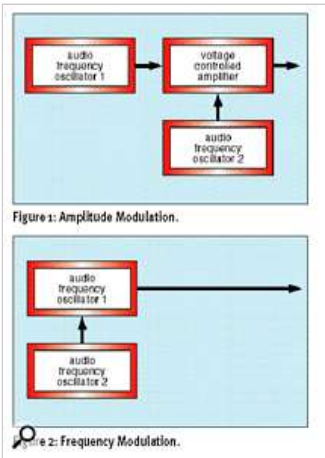 audio
frequency
oscillator 1
voltage
controlled
amplifier
audio
frequency
oscillator 2
Figure 1: Amplitude Modulation.
audio
frequency
oscillator 1
audio
frequency
oscillator 2
Figure 2: Frequency Modulation.